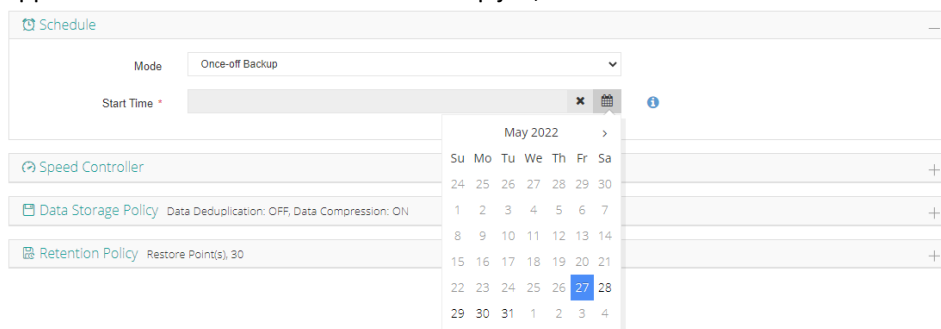 Schedule
Mode Once-off Backup
Start Time *
May 2022 >
Su Mo Tu We Th Fr Sa
24 25 26 27 28 29 30
1 2 3 4 5 6 7
8 9 10 11 12 13 14
15 16 17 18 19 20 21
22 23 24 25 26 27 28
29 30 31 1 2 3 4
Speed Controller
Data Storage Policy Data Deduplication: OFF, Data Compression: ON
Retention Policy Restore Point(s), 30